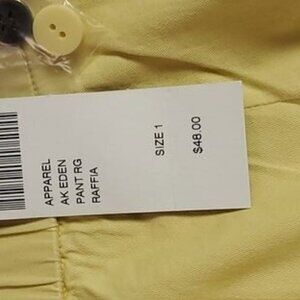 APPAREL
AK EDEN
PANT RG
RAFFIA
SIZE 1
$48.00